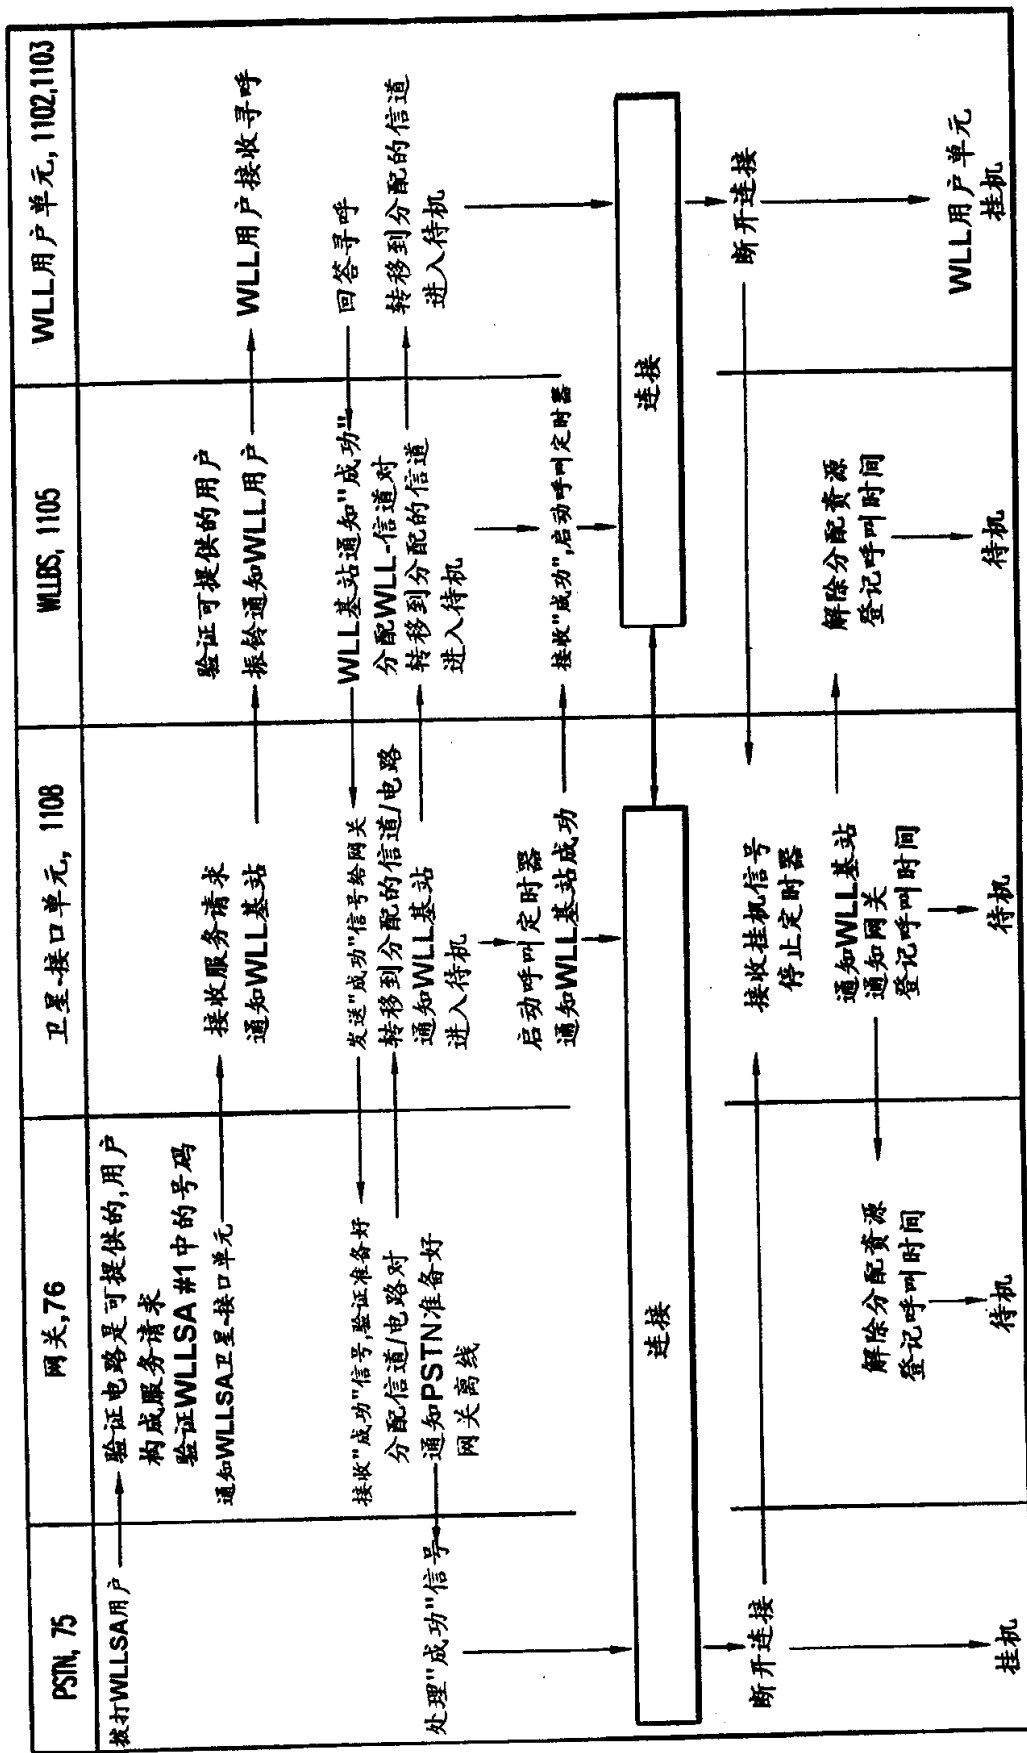 PSTN, 75
网关,76
卫星-接口单元, 1108
WLLBS, 1105
WLL用户单元, 1102,1103
拨打WLLSA用户
验证电路是可提供的,用户
构成服务请求
验证WLLSA #1中的号码
通知WLLSA卫星-接口单元
接收服务请求
通知WLL基站
验证可提供的用户
振铃通知WLL用户
WLL用户接收寻呼
回答寻呼
WLL基站通知"成功"
分配WLL-信道对
转移到分配的信道
进入待机
转移到分配的信道
进入待机
发送"成功"信号给网关
转移到分配的信道/电路
通知WLL基站
进入待机
接收"成功"信号,验证准备好
分配信道/电路对
通知PSTN准备好
网关离线
处理"成功"信号
启动呼叫定时器
通知WLL基站成功
接收"成功",启动呼叫定时器
连接
连接
断开连接
断开连接
接收挂机信号
停止定时器
通知WLL基站
通知网关
登记呼叫时间
待机
解除分配资源
登记呼叫时间
待机
解除分配资源
登记呼叫时间
待机
挂机
WLL用户单元
挂机